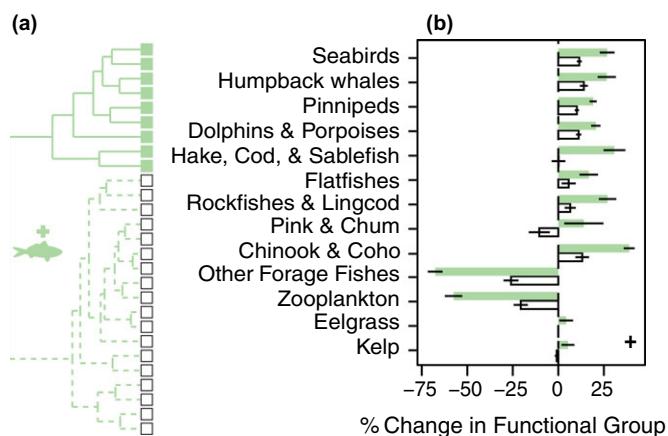 (a)
(b)
Seabirds
Humpback whales
Pinnipeds
Dolphins & Porpoises
Hake, Cod, & Sablefish
Flatfishes
Rockfishes & Lingcod
Pink & Chum
Chinook & Coho
Other Forage Fishes
Zooplankton
Eelgrass
Kelp
+
+
−75 −25 0 25
% Change in Functional Group